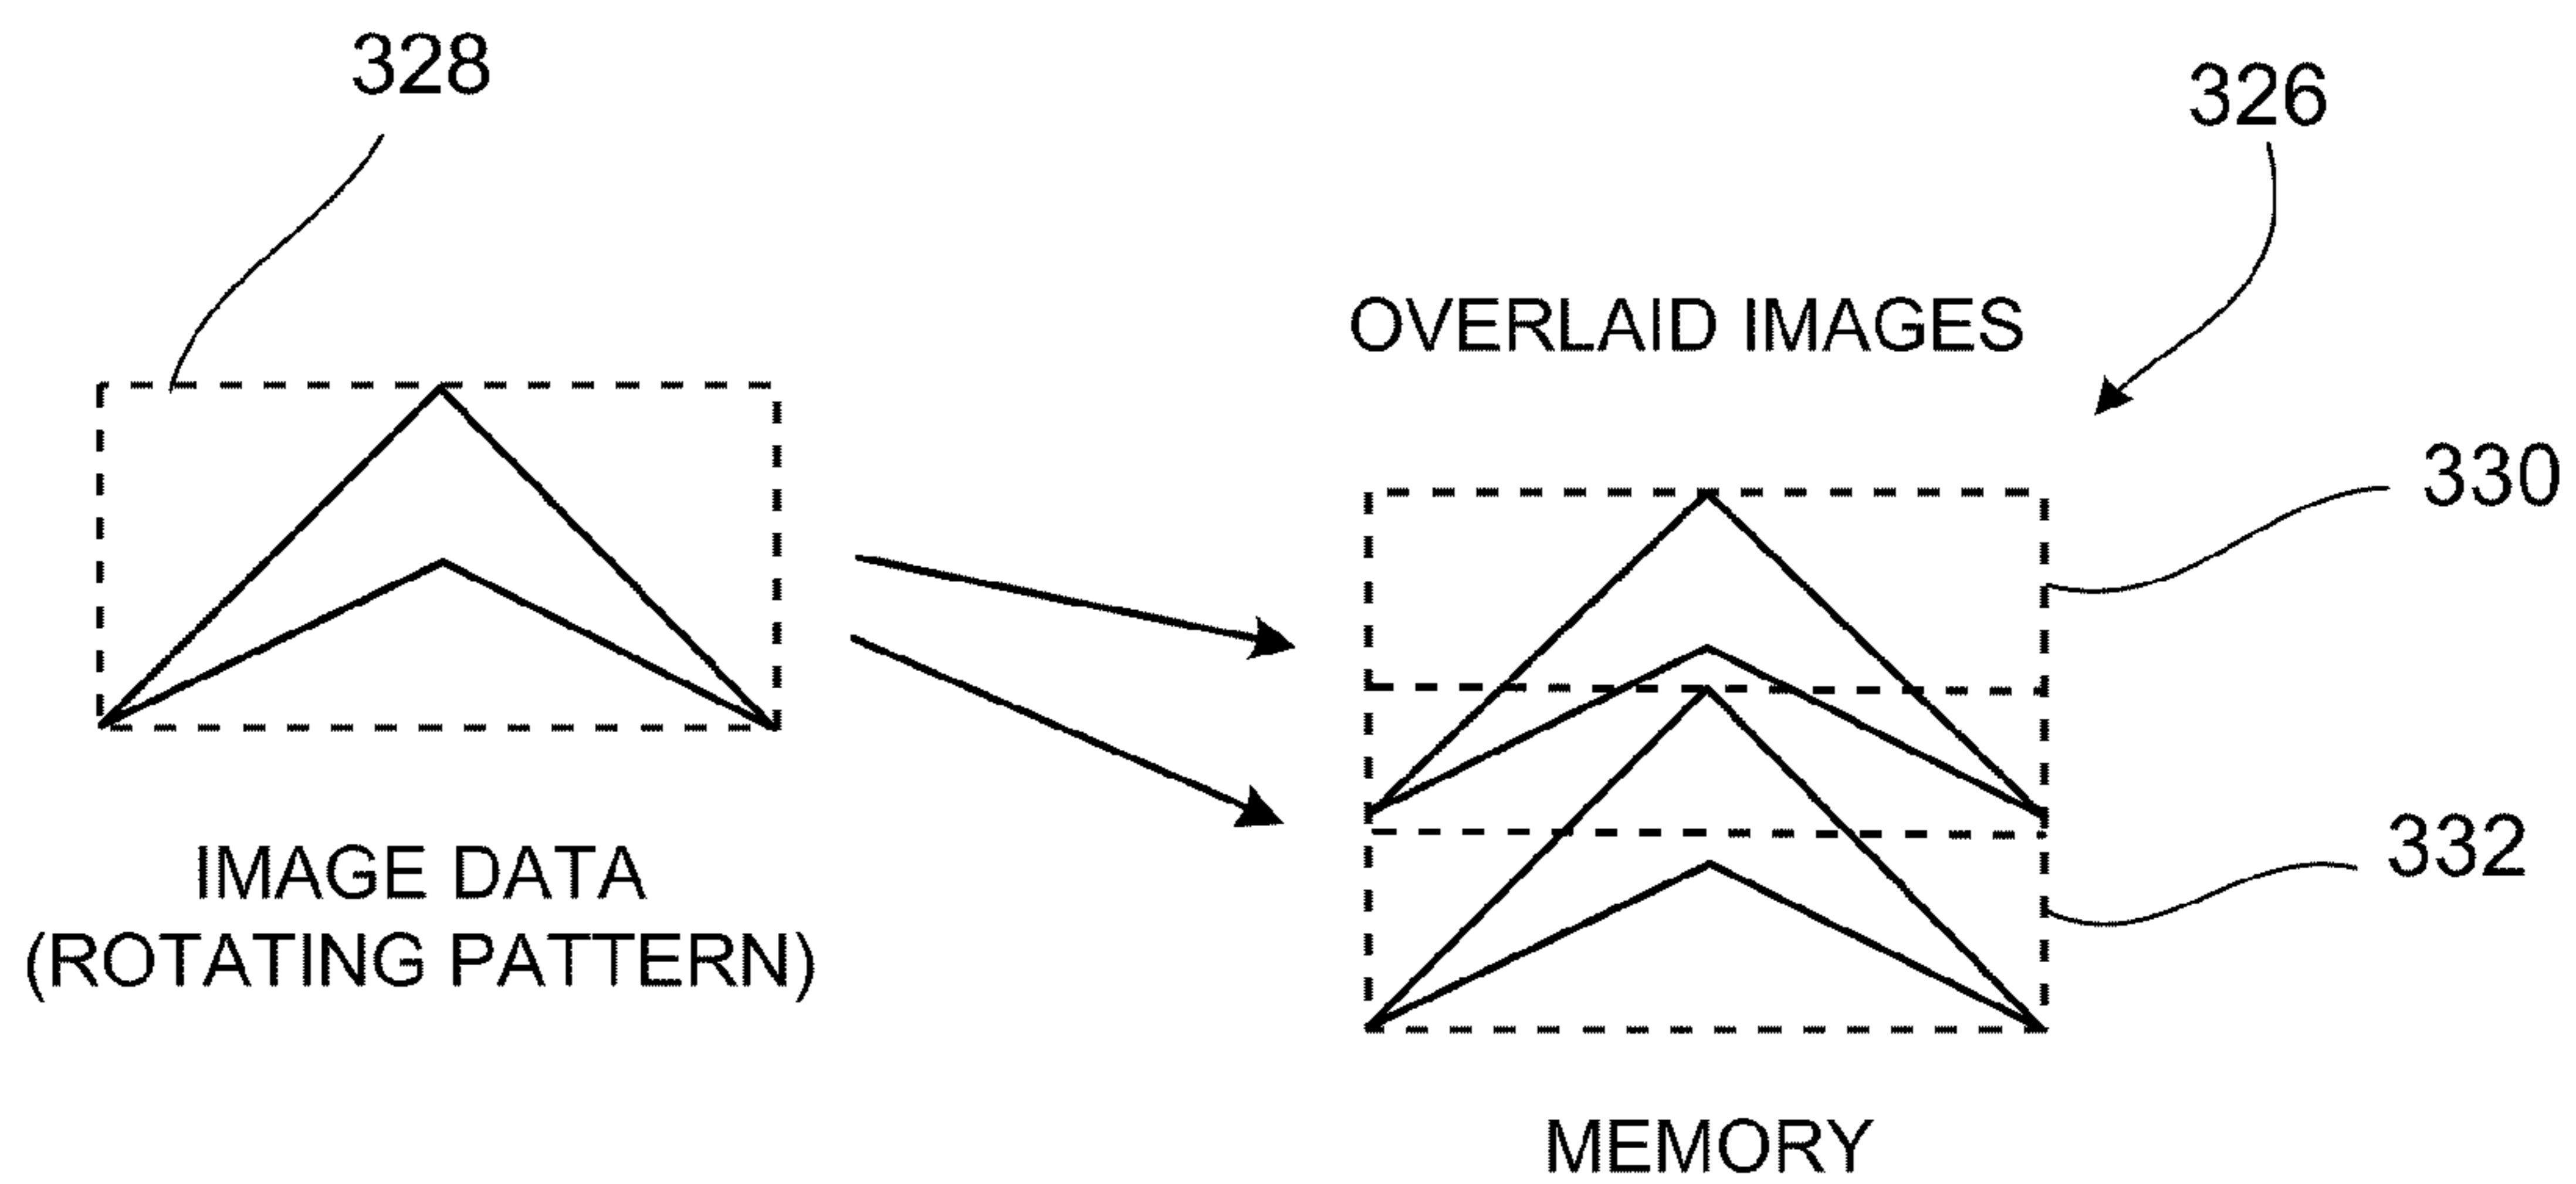 328
326
OVERLAID IMAGES
330
332
IMAGE DATA
(ROTATING PATTERN)
MEMORY